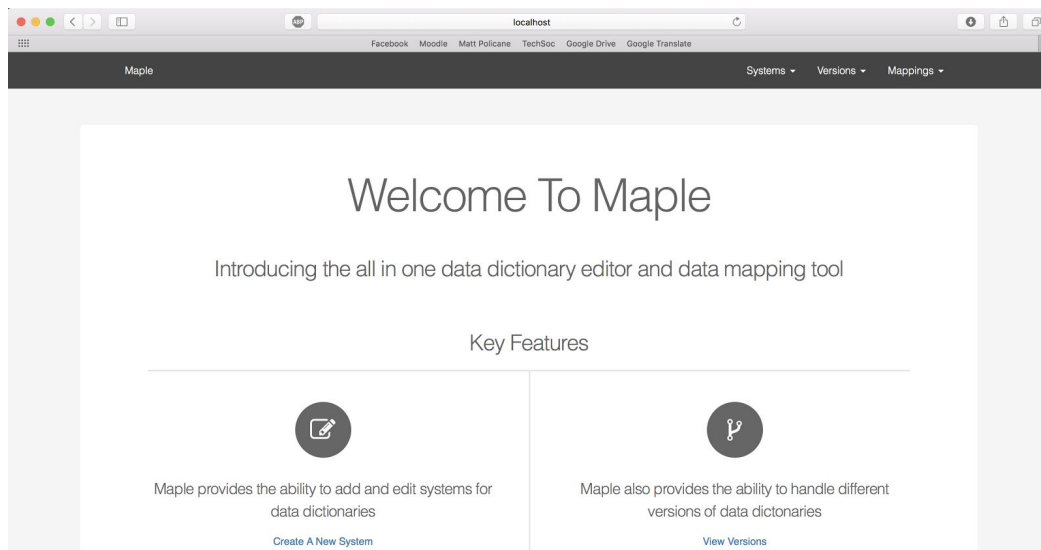 ABP
localhost
Facebook Moodle Matt Policane TechSoc Google Drive Google Translate
Maple Systems Versions Mappings
Welcome To Maple
Introducing the all in one data dictionary editor and data mapping tool
Key Features
Maple provides the ability to add and edit systems for
data dictionaries
Create A New System
Maple also provides the ability to handle different
versions of data dictonaries
View Versions